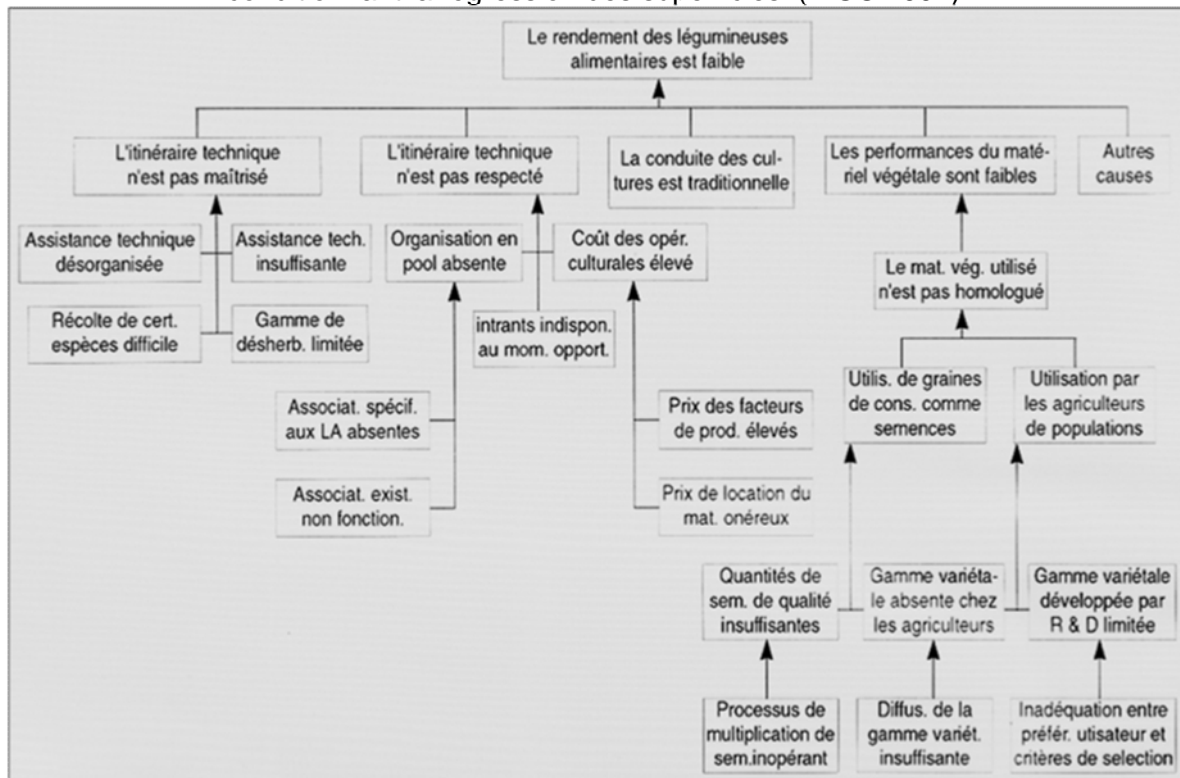 Le rendement des légumineuses
alimentaires est faible
L'itinéraire technique
n'est pas maîtrisé
L'itinéraire technique
n'est pas respecté
La conduite des cul-
tures est traditionnelle
Les performances du maté-
riel végétale sont faibles
Autres
causes
Assistance technique
désorganisée
Assistance tech.
insuffisante
Organisation en
pool absente
Coût des opér.
culturales élevé
Le mat. vég. utilisé
n'est pas homologué
Récolte de cert.
espèces difficile
Gamme de
désherb. limitée
intrants indispon.
au mom. opport.
Utilis. de graines
de cons. comme
semences
Utilisation par
les agriculteurs
de populations
Associat. spécif.
aux LA absentes
Prix des facteurs
de prod. élevés
Associat. exist.
non fonction.
Prix de location du
mat. onéreux
Quantités de
sem. de qualité
insuffisantes
Gamme variéta-
le absente chez
les agriculteurs
Gamme variétale
développée par
R & D limitée
Processus de
multiplication de
sem.inopérant
Diffus. de la
gamme variét.
insuffisante
Inadéquation entre
préfér. utisateur et
critères de selection